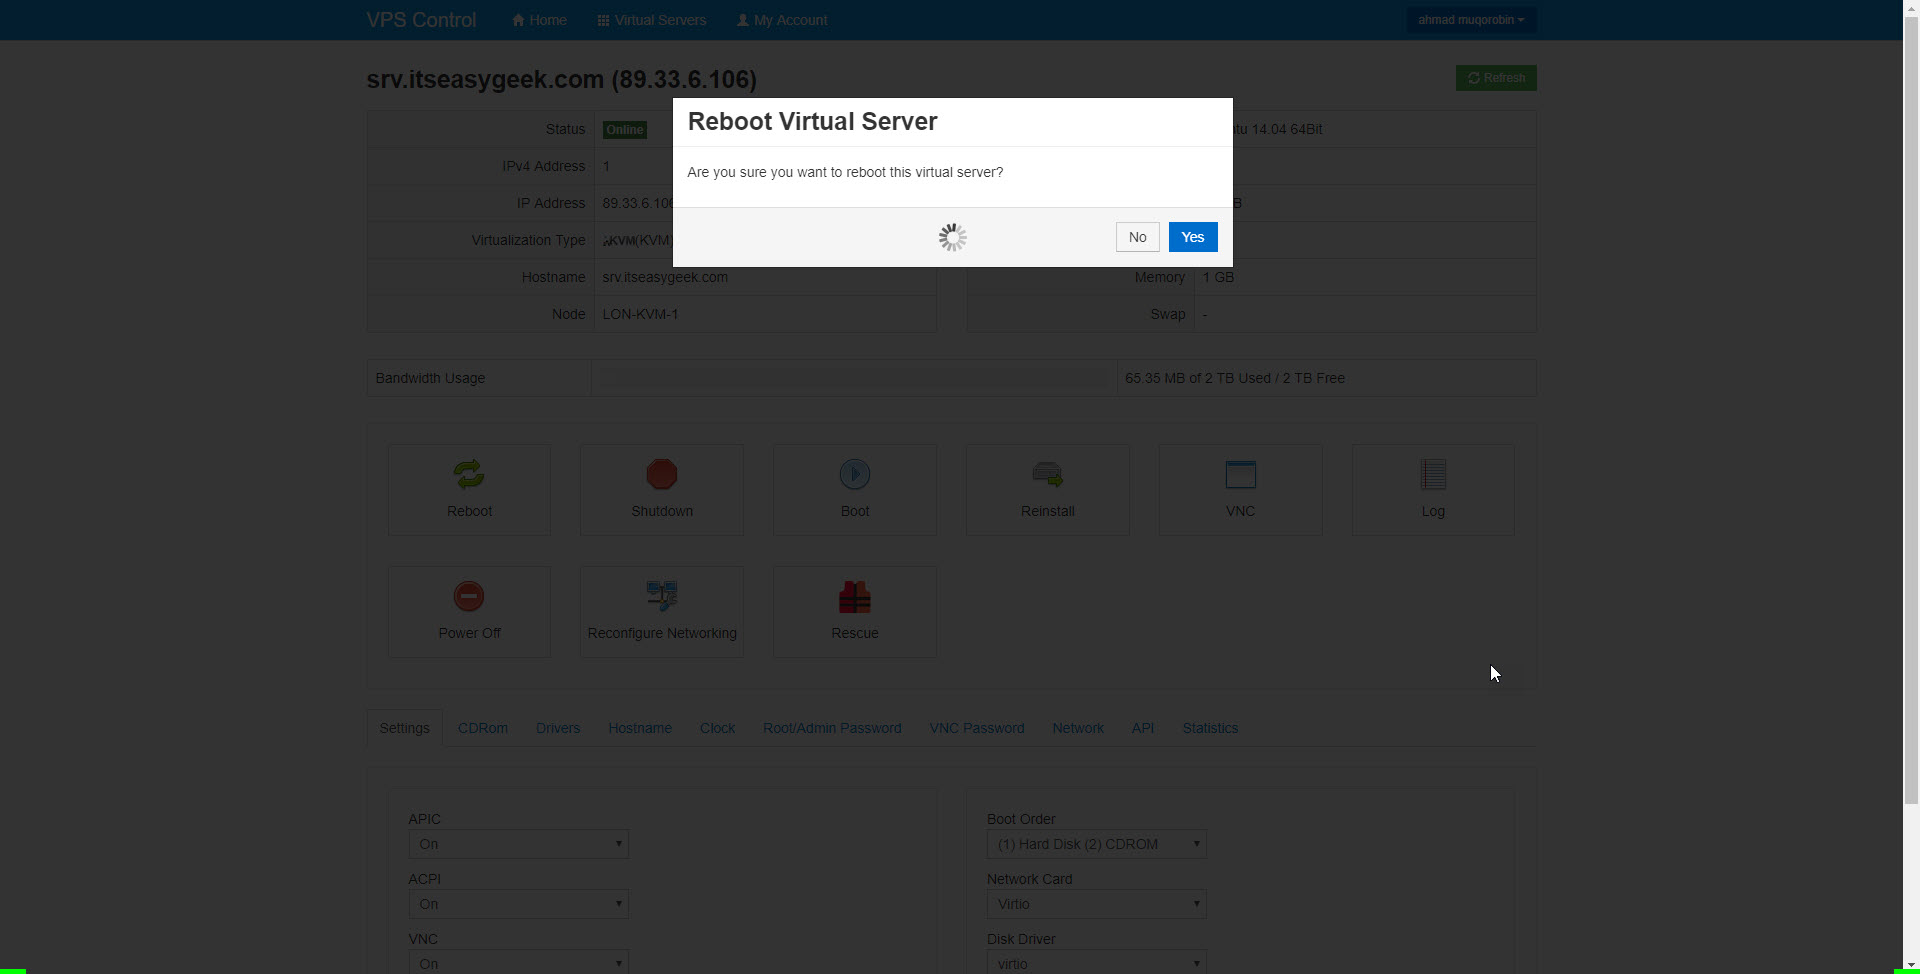 VPS Control Home Virtual Servers My Account ahmad muqorobin
srv.itseasygeek.com (89.33.6.106) Refresh
Reboot Virtual Server
Are you sure you want to reboot this virtual server?
No Yes
Status Online
14.04 64Bit
IPv4 Address 1
IP Address
Virtualization Type KVM(KVM)
Hostname srv.itseasygeek.com
Memory 1 GB
Node LON-KVM-1
Swap -
Bandwidth Usage 65.35 MB of 2 TB Used / 2 TB Free
Reboot Shutdown Boot Reinstall VNC Log
Power Off Reconfigure Networking Rescue
Settings CDRom Drivers Hostname Clock Root/Admin Password VNC Password Network API Statistics
APIC Boot Order
On (1) Hard Disk (2) CDROM
ACPI Network Card
On Virtio
VNC Disk Driver
On virtio